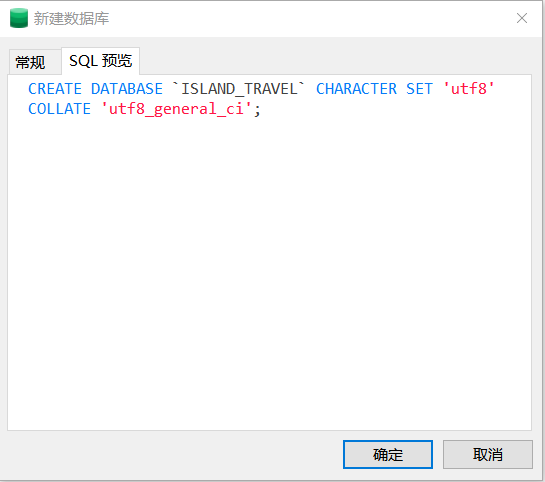 新建数据库
常规
SQL 预览
CREATE DATABASE `ISLAND_TRAVEL` CHARACTER SET 'utf8'
COLLATE 'utf8_general_ci';
确定
取消